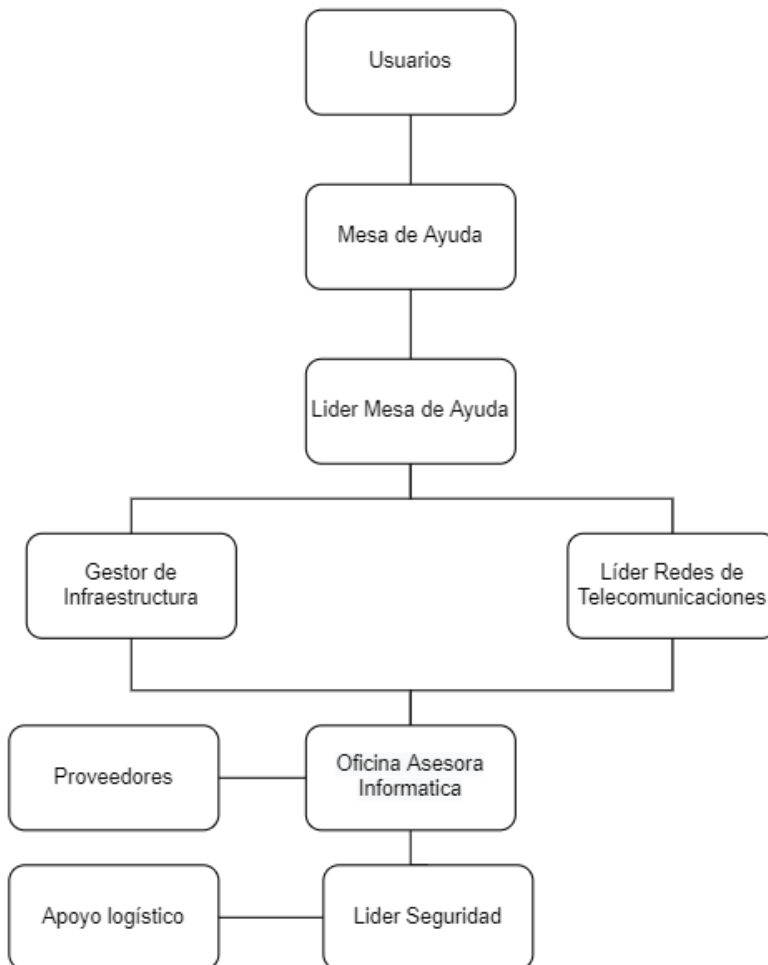 Usuarios
Mesa de Ayuda
Lider Mesa de Ayuda
Gestor de
Infraestructura
Líder Redes de
Telecomunicaciones
Proveedores
Oficina Asesora
Informatica
Apoyo logístico
Lider Seguridad